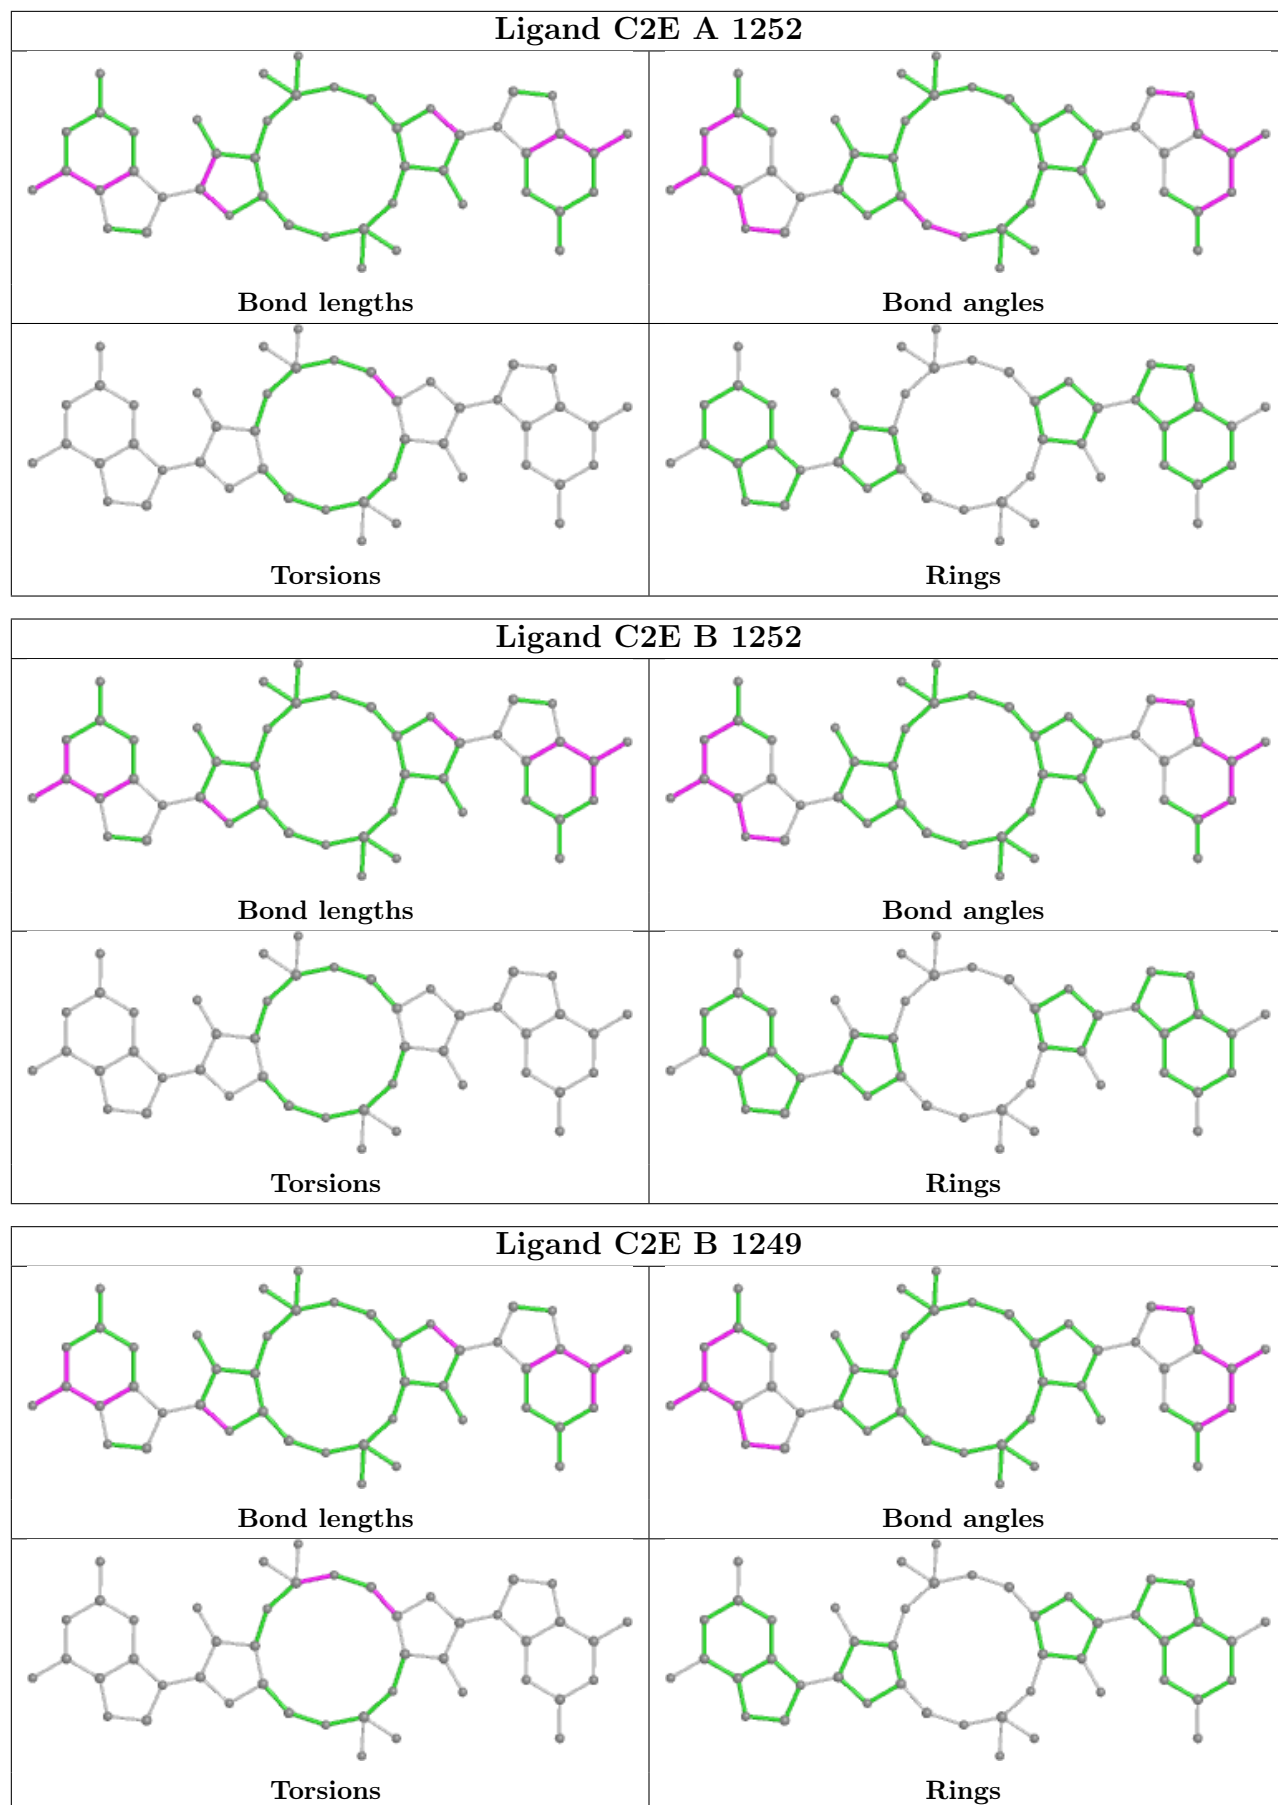 Ligand C2E A 1252
Bond lengths
Bond angles
Torsions
Rings
Ligand C2E B 1252
Bond lengths
Bond angles
Torsions
Rings
Ligand C2E B 1249
Bond lengths
Bond angles
Torsions
Rings